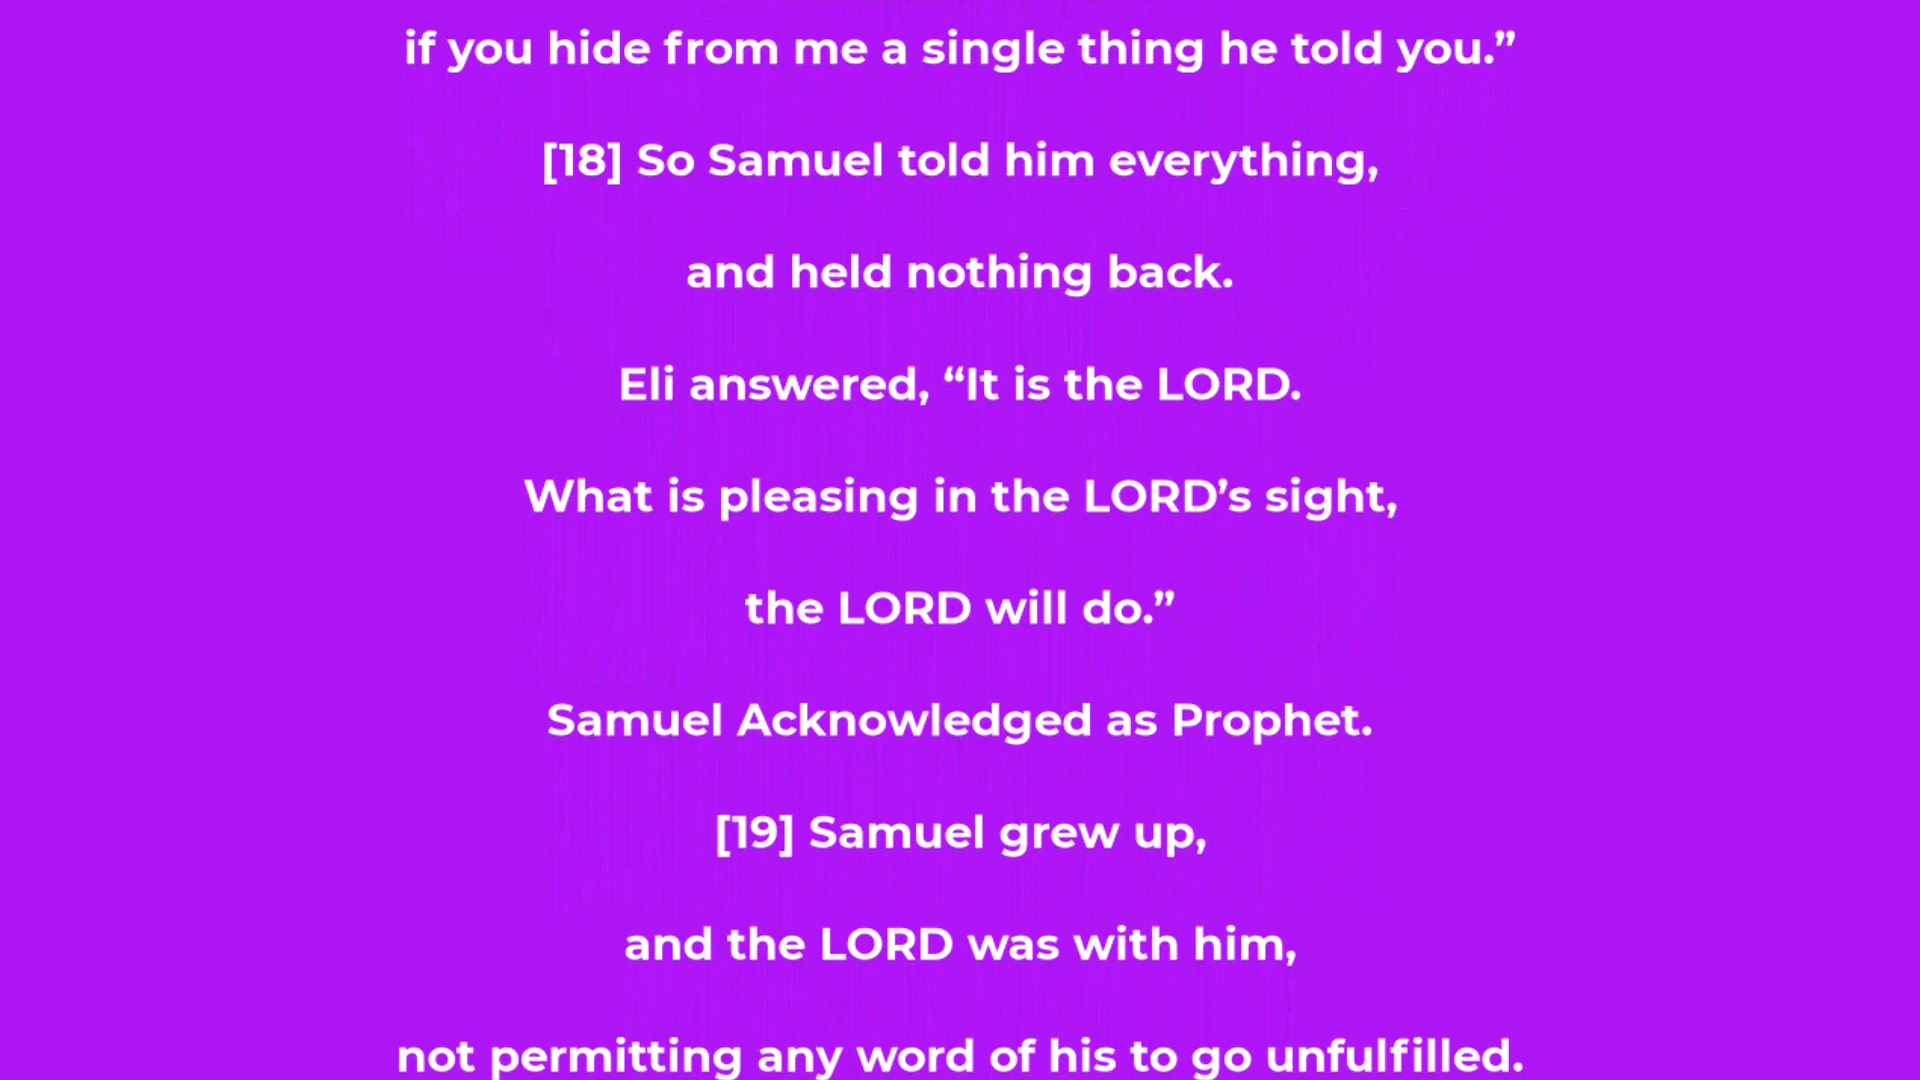 if you hide from me a single thing he told you.”
[18] So Samuel told him everything,
and held nothing back.
Eli answered, “It is the LORD.
What is pleasing in the LORD’s sight,
the LORD will do.”
Samuel Acknowledged as Prophet.
[19] Samuel grew up,
and the LORD was with him,
not permitting any word of his to go unfulfilled.